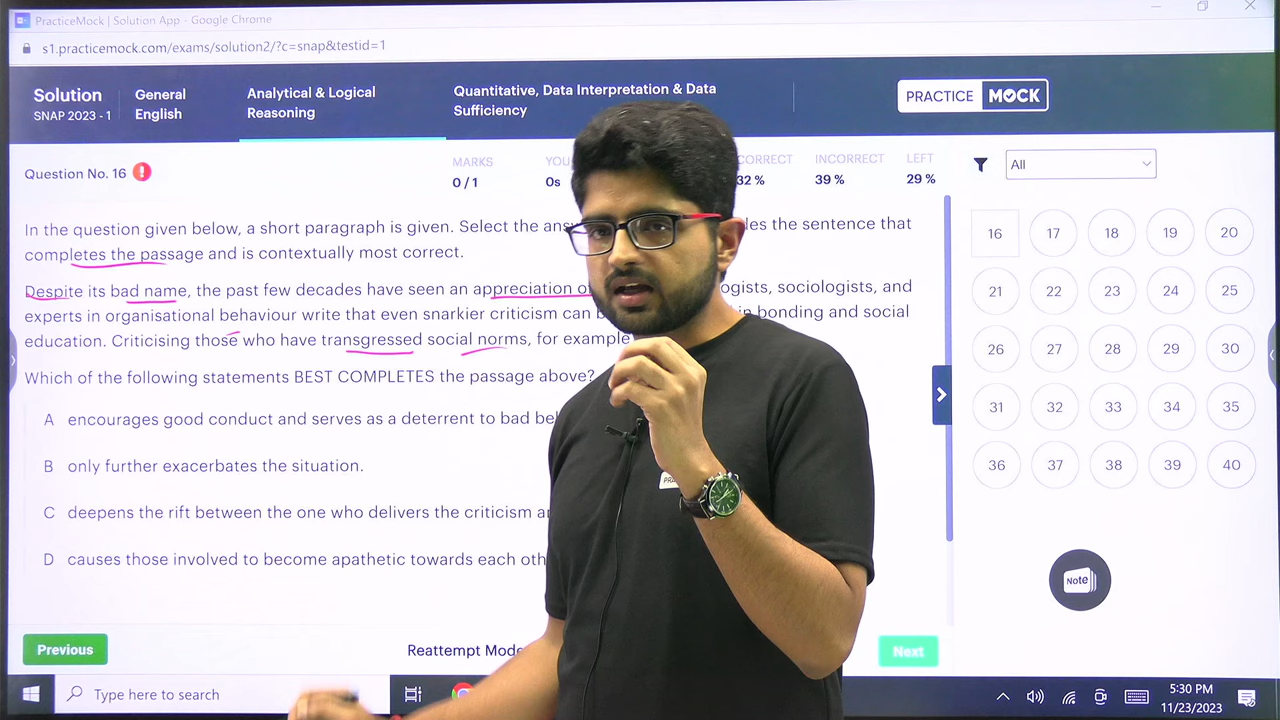 PracticeMock | Solution App - Google Chrome
s1.practicemock.com/exams/solution2/?c=snap&testid=1
Solution
SNAP 2023 - 1
General English
Analytical & Logical Reasoning
Quantitative, Data Interpretation & Data Sufficiency
PRACTICE MOCK
Question No. 16
MARKS
0 / 1
YOU
0s
CORRECT
32 %
INCORRECT
39 %
LEFT
29 %
All
In the question given below, a short paragraph is given. Select the the sentence that
completes the passage and is contextually most correct.
Despite its bad name, the past few decades have seen an appreciation sociologists, and
experts in organisational behaviour write that even snarkier criticism can in bonding and social
education. Criticising those who have transgressed social norms, for example
Which of the following statements BEST COMPLETES the passage above?
A encourages good conduct and serves as a deterrent to bad
B only further exacerbates the situation.
C deepens the rift between the one who delivers the criticism
D causes those involved to become apathetic towards each
16 17 18 19 20
21 22 23 24 25
26 27 28 29 30
31 32 33 34 35
36 37 38 39 40
Note
Previous
Reattempt Mode
Next
Type here to search
5:30 PM
11/23/2023